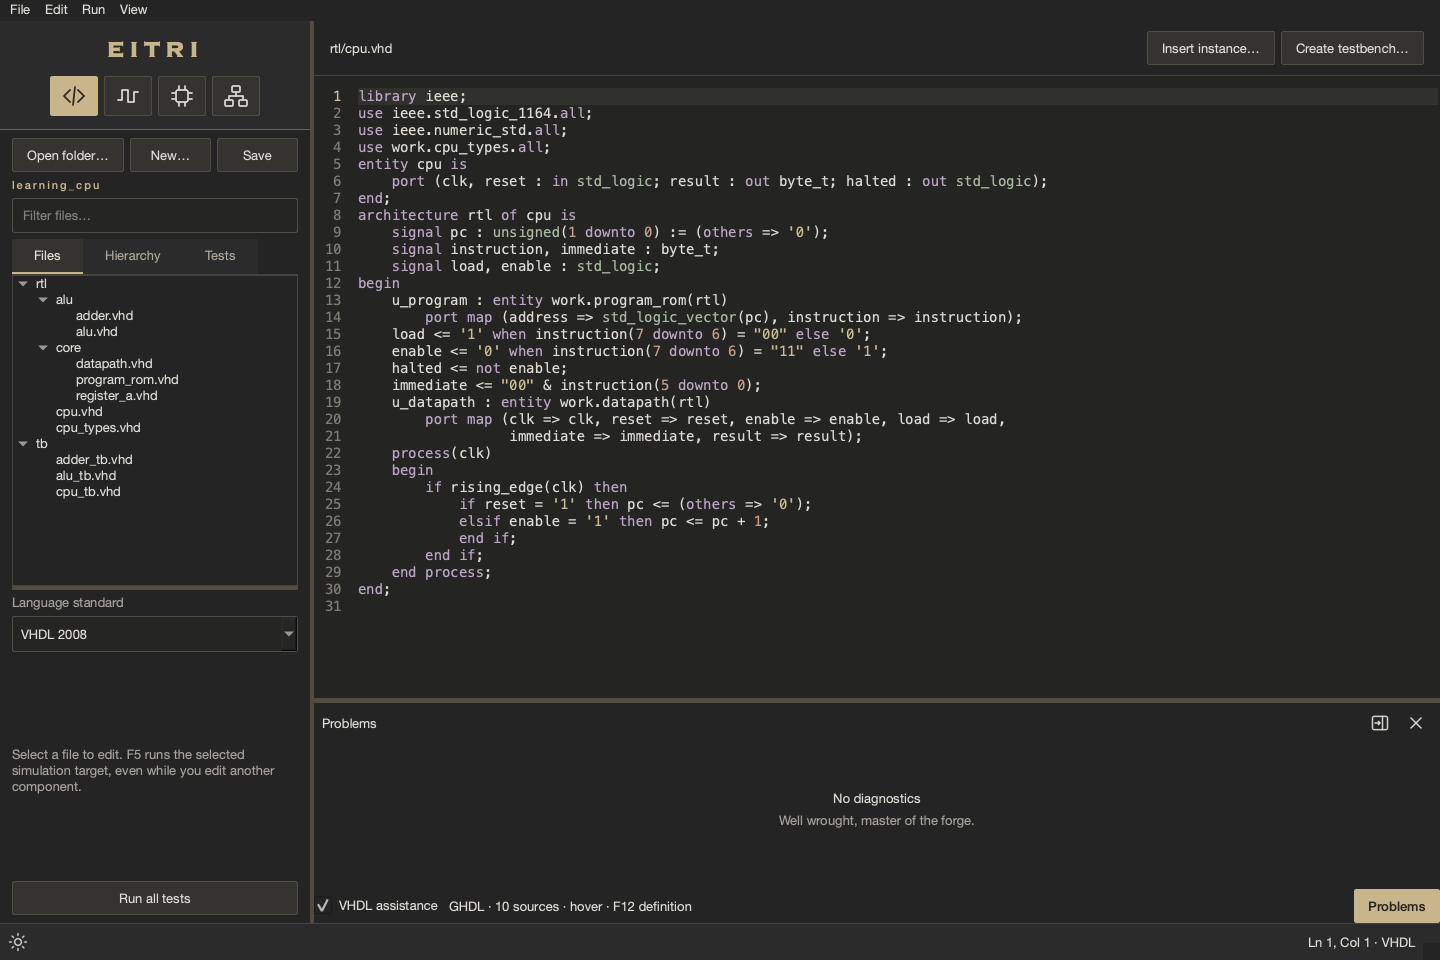 File Edit Run View
EITRI
rtl/cpu.vhd
Insert instance...
Create testbench...
Open folder...
New...
Save
learning_cpu
Filter files...
Files
Hierarchy
Tests
rtl
alu
adder.vhd
alu.vhd
core
datapath.vhd
program_rom.vhd
register_a.vhd
cpu.vhd
cpu_types.vhd
tb
adder_tb.vhd
alu_tb.vhd
cpu_tb.vhd
Language standard
VHDL 2008
Select a file to edit. F5 runs the selected
simulation target, even while you edit another
component.
Run all tests
1 library ieee;
2 use ieee.std_logic_1164.all;
3 use ieee.numeric_std.all;
4 use work.cpu_types.all;
5 entity cpu is
6     port (clk, reset : in std_logic; result : out byte_t; halted : out std_logic);
7 end;
8 architecture rtl of cpu is
9     signal pc : unsigned(1 downto 0) := (others => '0');
10     signal instruction, immediate : byte_t;
11     signal load, enable : std_logic;
12 begin
13     u_program : entity work.program_rom(rtl)
14         port map (address => std_logic_vector(pc), instruction => instruction);
15     load <= '1' when instruction(7 downto 6) = "00" else '0';
16     enable <= '0' when instruction(7 downto 6) = "11" else '1';
17     halted <= not enable;
18     immediate <= "00" & instruction(5 downto 0);
19     u_datapath : entity work.datapath(rtl)
20         port map (clk => clk, reset => reset, enable => enable, load => load,
21                   immediate => immediate, result => result);
22     process(clk)
23     begin
24         if rising_edge(clk) then
25             if reset = '1' then pc <= (others => '0');
26             elsif enable = '1' then pc <= pc + 1;
27             end if;
28         end if;
29     end process;
30 end;
31
Problems
No diagnostics
Well wrought, master of the forge.
VHDL assistance GHDL · 10 sources · hover · F12 definition
Problems
Ln 1, Col 1 · VHDL